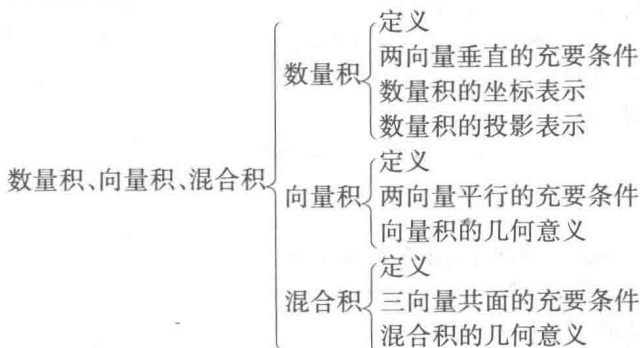 定义
两向量垂直的充要条件
数量积
数量积的坐标表示
数量积的投影表示
定义
数量积、向量积、混合积
向量积
两向量平行的充要条件
向量积的几何意义
定义
混合积
三向量共面的充要条件
混合积的几何意义